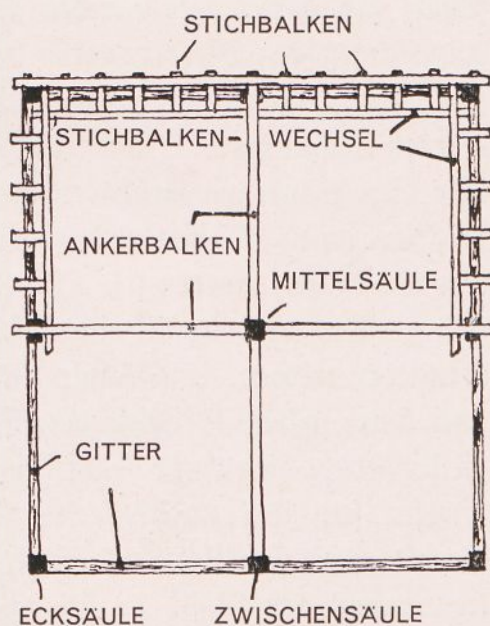 STICHBALKEN
STICHBALKEN
WECHSEL
ANKERBALKEN
MITTELSÄULE
GITTER
ECKSÄULE
ZWISCHENSÄULE